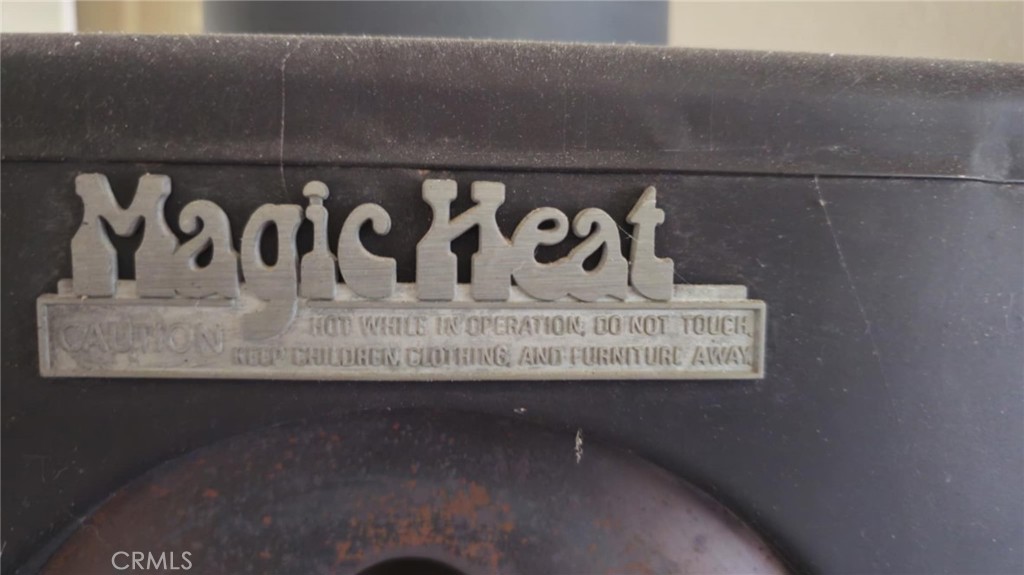 Magic Heat
CAUTION HOT WHILE IN OPERATION, DO NOT TOUCH,
KEEP CHILDREN, CLOTHING, AND FURNITURE AWAY.
CRMLS